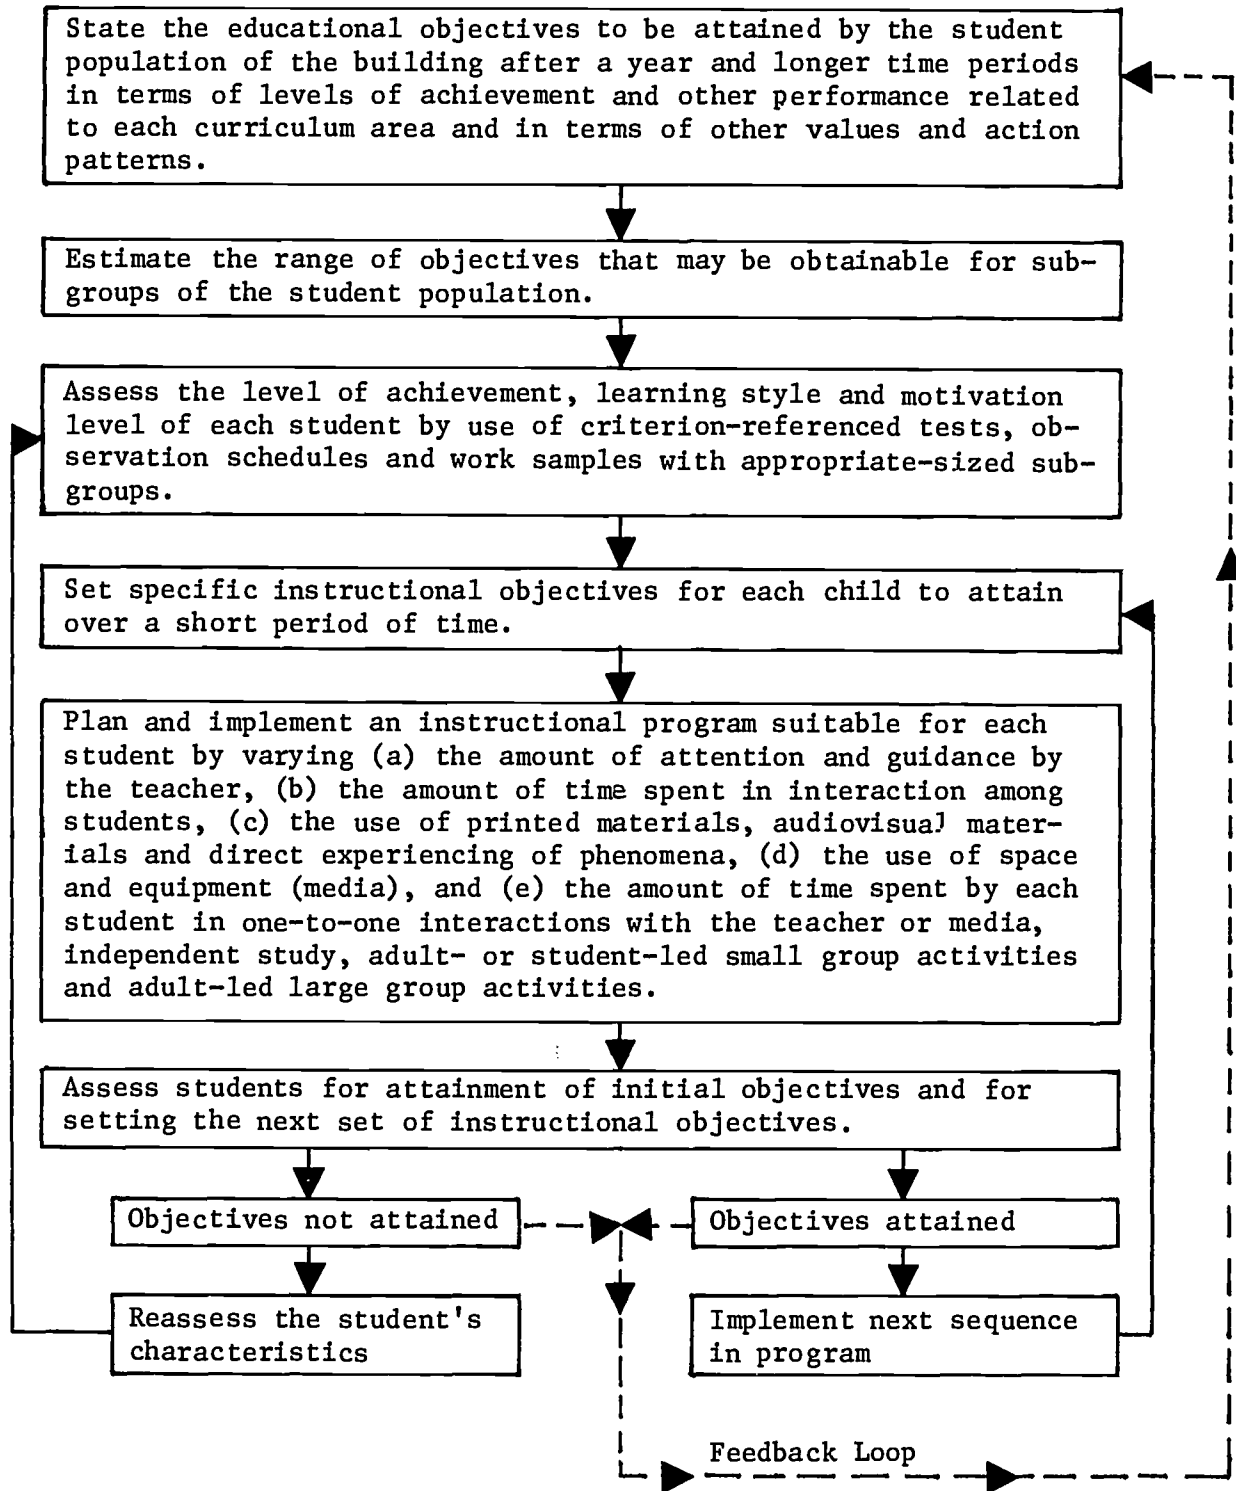 State the educational objectives to be attained by the student
population of the building after a year and longer time periods
in terms of levels of achievement and other performance related
to each curriculum area and in terms of other values and action
patterns.
Estimate the range of objectives that may be obtainable for sub-
groups of the student population.
Assess the level of achievement, learning style and motivation
level of each student by use of criterion-referenced tests, ob-
servation schedules and work samples with appropriate-sized sub-
groups.
Set specific instructional objectives for each child to attain
over a short period of time.
Plan and implement an instructional program suitable for each
student by varying (a) the amount of attention and guidance by
the teacher, (b) the amount of time spent in interaction among
students, (c) the use of printed materials, audiovisual mater-
ials and direct experiencing of phenomena, (d) the use of space
and equipment (media), and (e) the amount of time spent by each
student in one-to-one interactions with the teacher or media,
independent study, adult- or student-led small group activities
and adult-led large group activities.
Assess students for attainment of initial objectives and for
setting the next set of instructional objectives.
Objectives not attained
Objectives attained
Reassess the student's
characteristics
Implement next sequence
in program
Feedback Loop